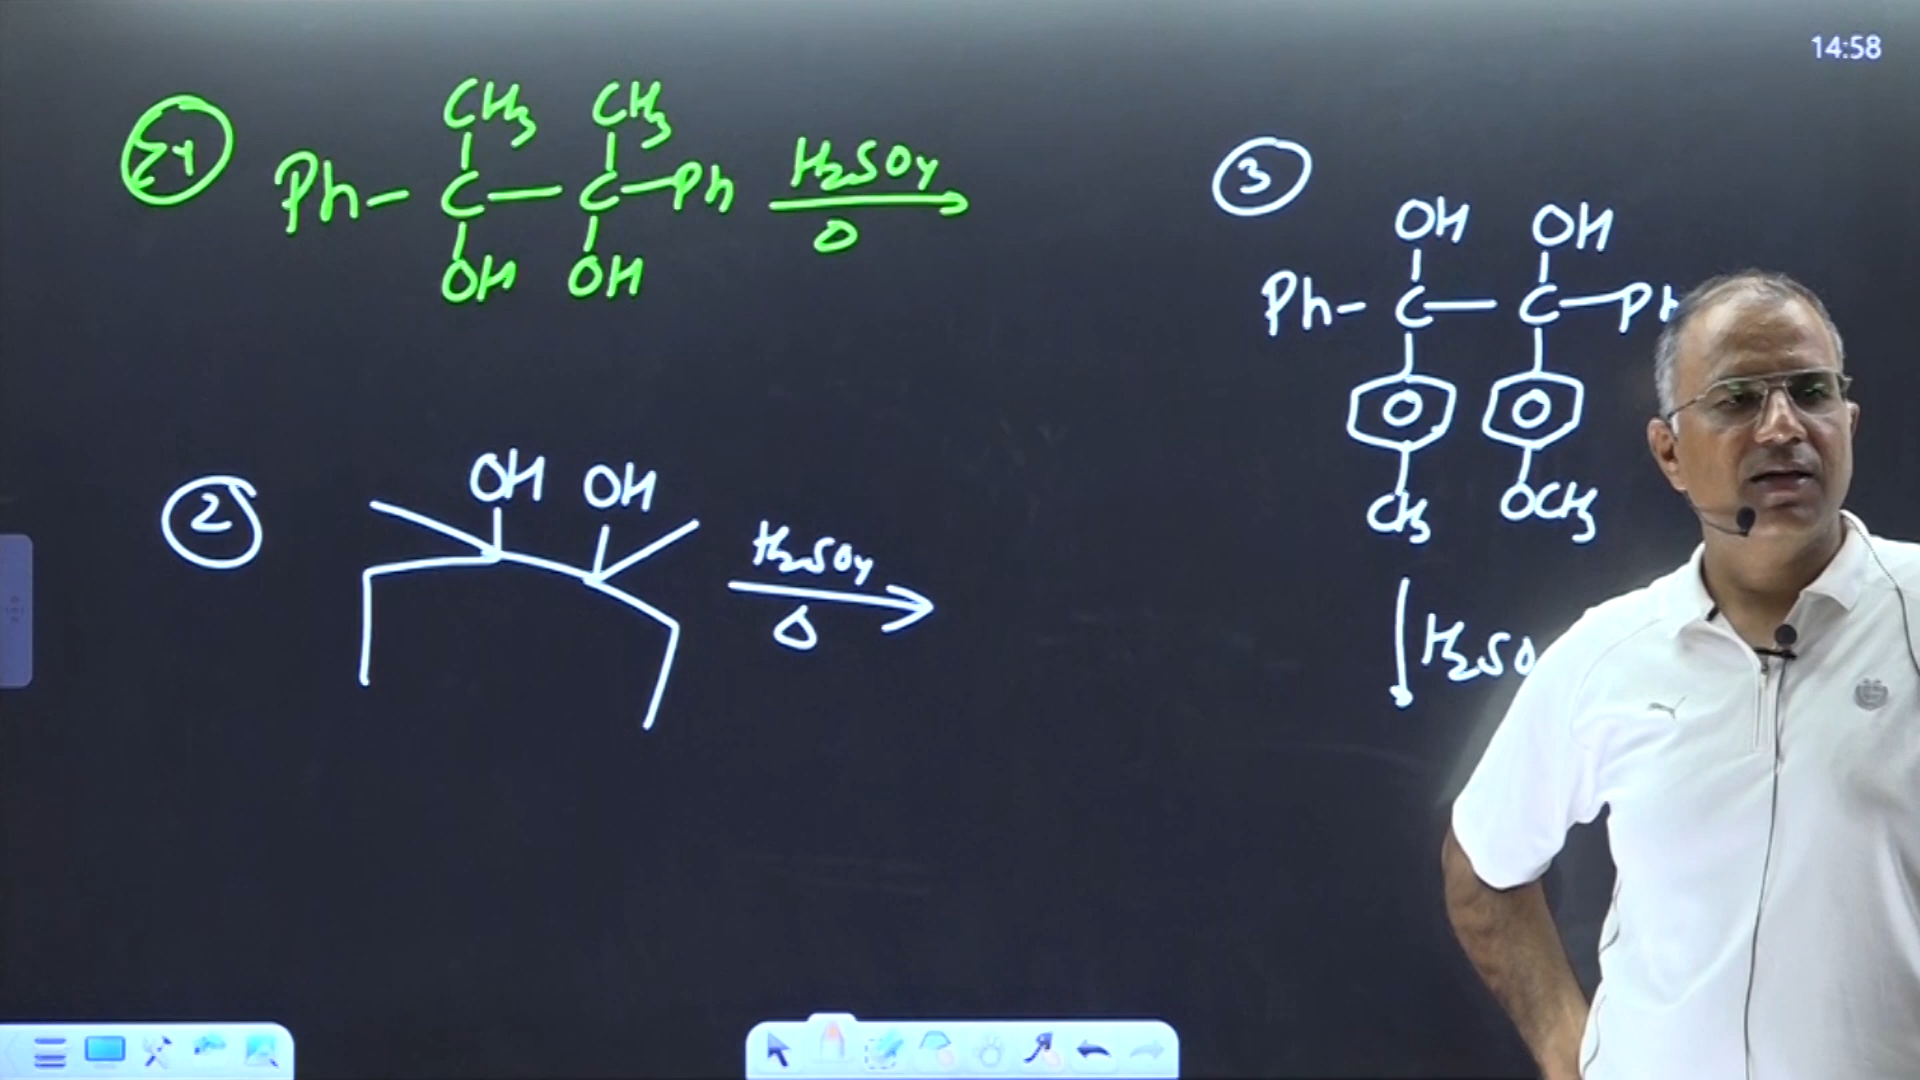 14:58
Ex
CH3 CH3
Ph-C-C-Ph
OH OH
H2SO4
Δ
2
OH OH
H2SO4
Δ
3
OH OH
Ph-C-C-Ph
CH3 OCH3